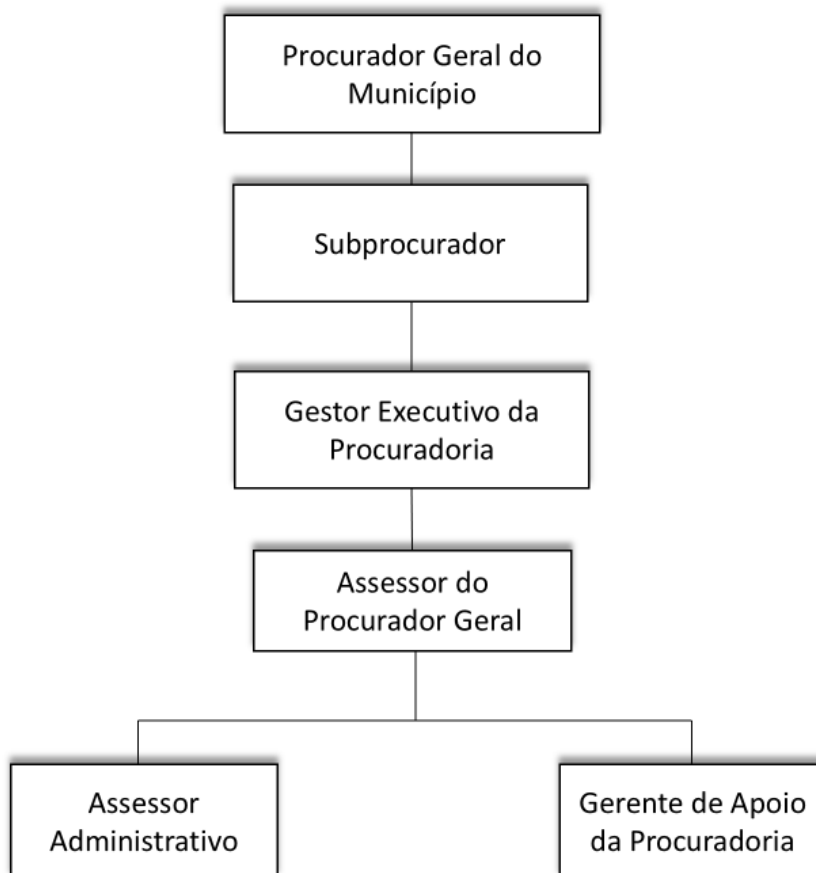 Procurador Geral do
Município
Subprocurador
Gestor Executivo da
Procuradoria
Assessor do
Procurador Geral
Assessor
Administrativo
Gerente de Apoio
da Procuradoria